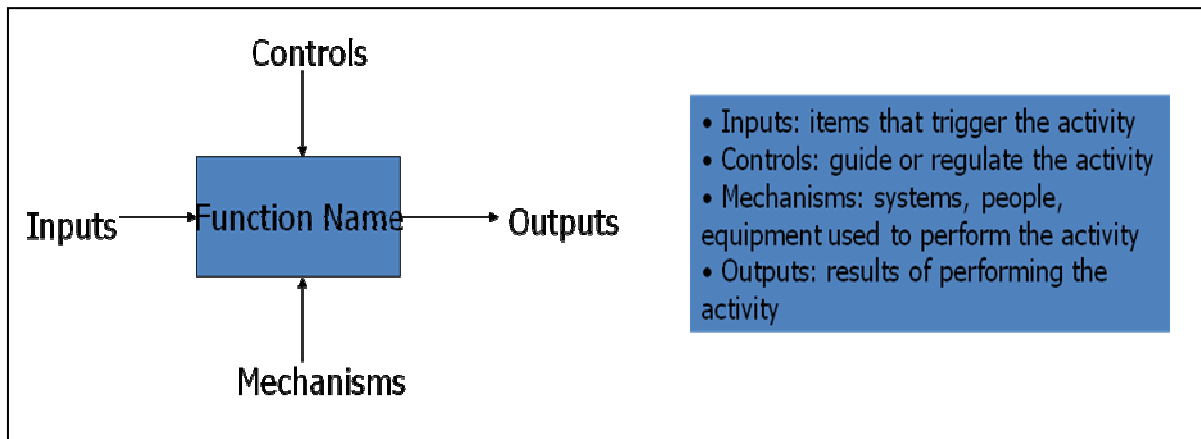 Controls
Inputs
Function Name
Outputs
Mechanisms
• Inputs: items that trigger the activity
• Controls: guide or regulate the activity
• Mechanisms: systems, people,
equipment used to perform the activity
• Outputs: results of performing the
activity